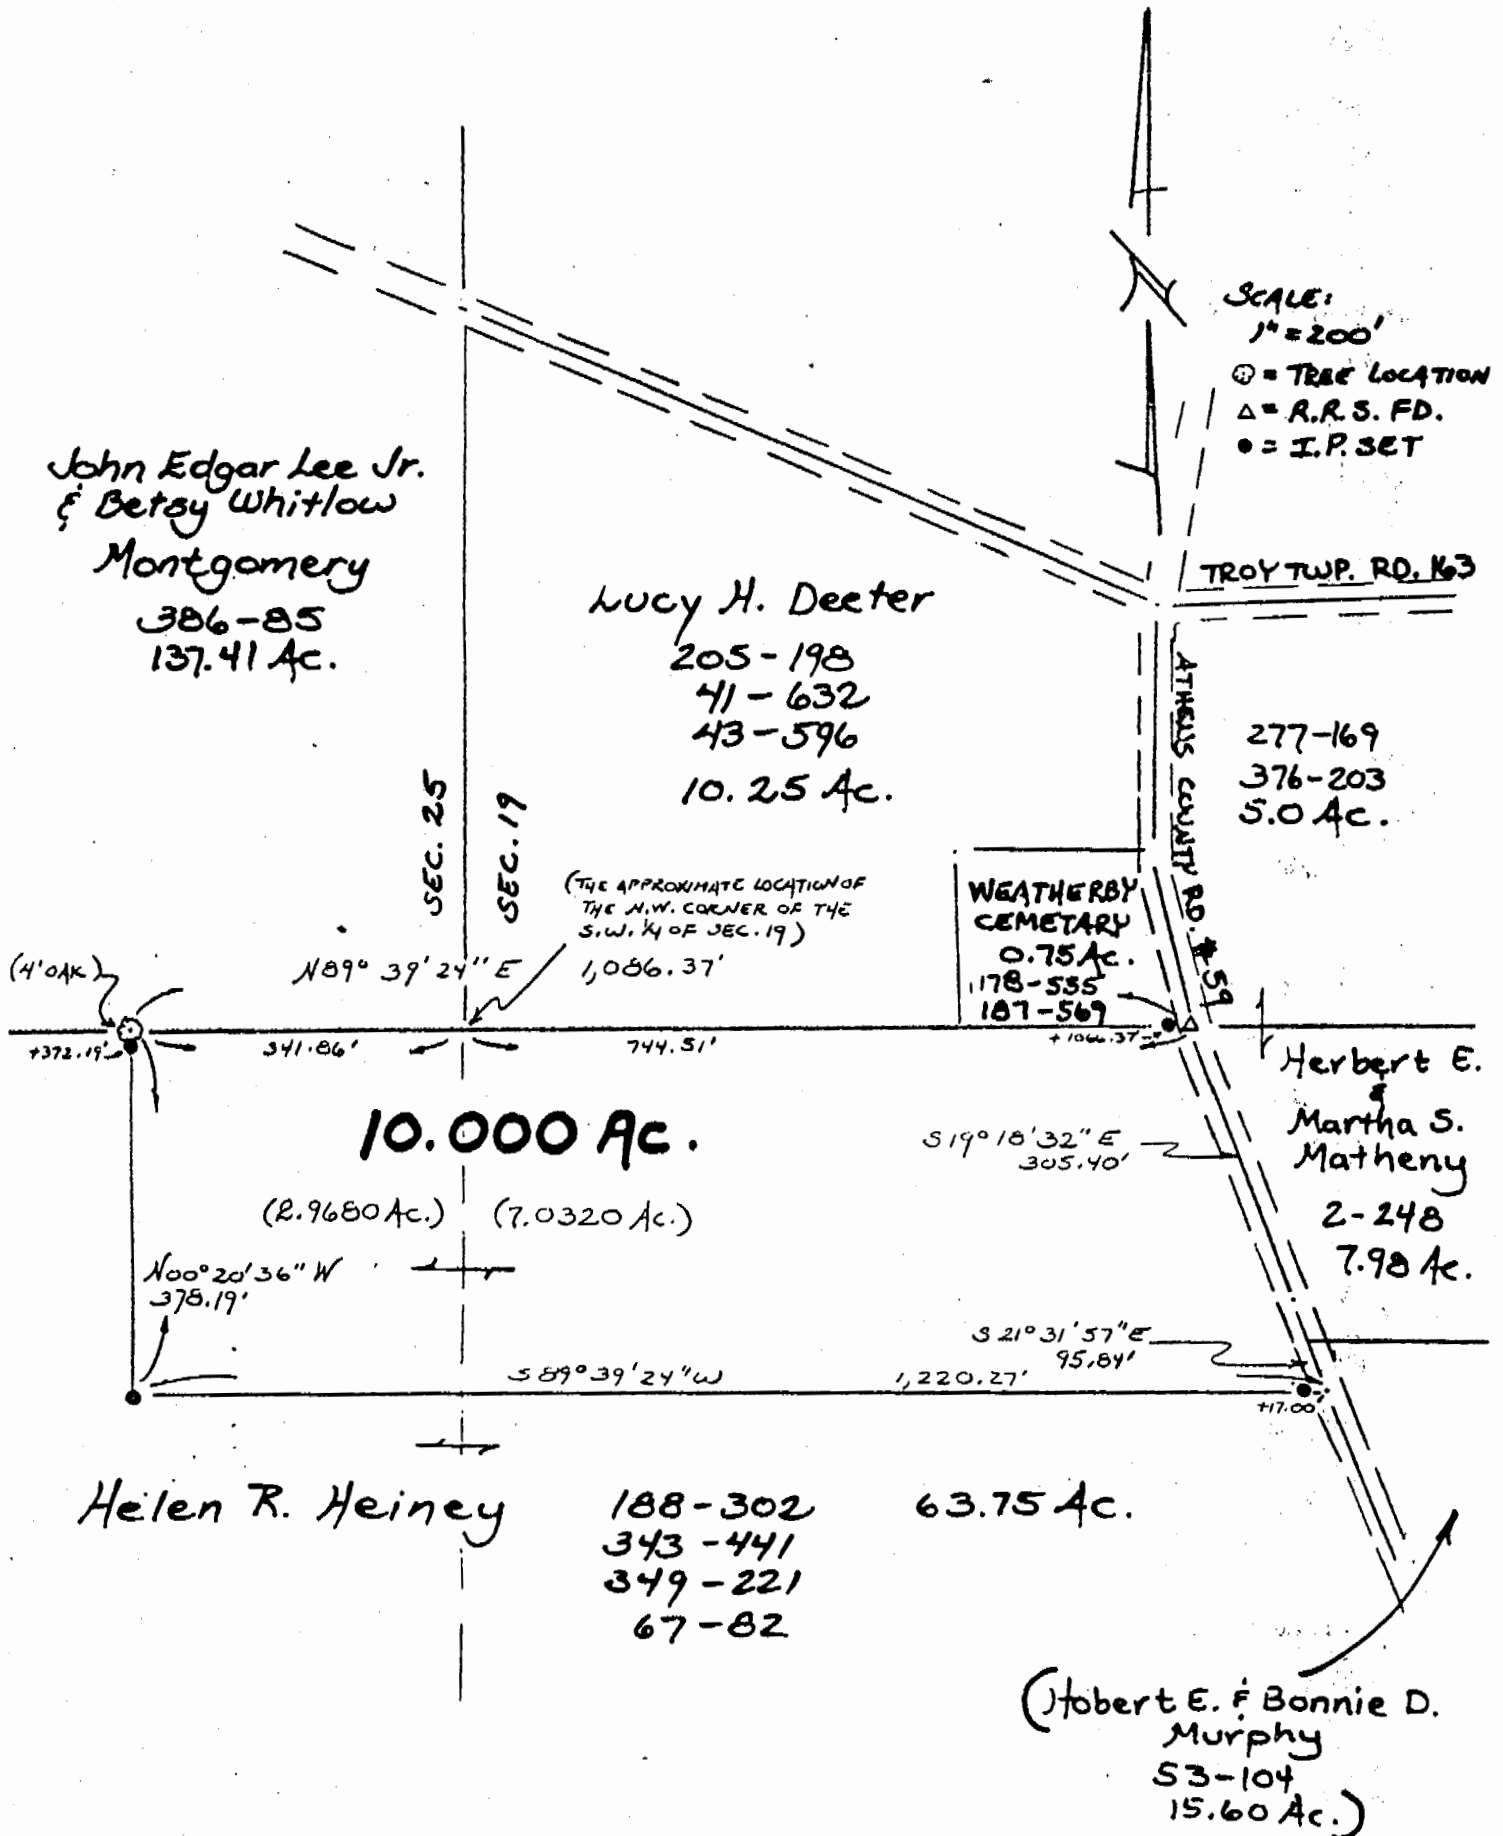 SCALE:
1" = 200'
= TREE LOCATION
△ = R.R.S. FD.
● = I.P. SET
John Edgar Lee Jr.
& Betsy Whitlow
Montgomery
386-85
137.41 Ac.
Lucy H. Deeter
205-198
41-632
43-596
10.25 Ac.
TROY TWP. RD. 163
ATHENS COUNTY RD. #59
277-169
376-203
5.0 Ac.
SEC. 25
SEC. 19
(THE APPROXIMATE LOCATION OF
THE N.W. CORNER OF THE
S.W. 1/4 OF SEC. 19)
WEATHERBY
CEMETARY
0.75 Ac.
178-535
187-569
(4' OAK)
N89° 39' 24" E 1,086.37'
+372.19'
341.86'
744.51'
+1066.37'
Herbert E.
&
Martha S.
Matheny
2-248
7.98 Ac.
10.000 Ac.
S19° 18' 32" E
305.40'
(2.9680 Ac.) (7.0320 Ac.)
N00° 20' 36" W
378.19'
S21° 31' 57" E
95.84'
S89° 39' 24" W 1,220.27'
+17.00
Helen R. Heiney 188-302 63.75 Ac.
343-441
349-221
67-82
(Hobert E. & Bonnie D.
Murphy
53-104
15.60 Ac.)